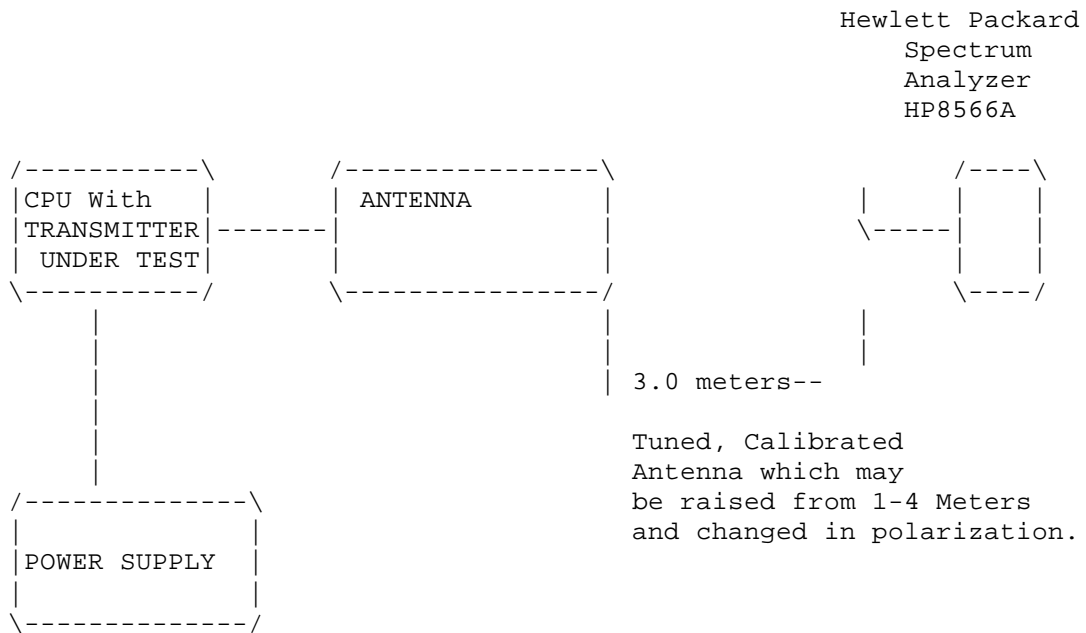 Hewlett Packard
Spectrum
Analyzer
HP8566A
CPU With
TRANSMITTER
UNDER TEST
ANTENNA
3.0 meters--
Tuned, Calibrated
Antenna which may
be raised from 1-4 Meters
and changed in polarization.
POWER SUPPLY